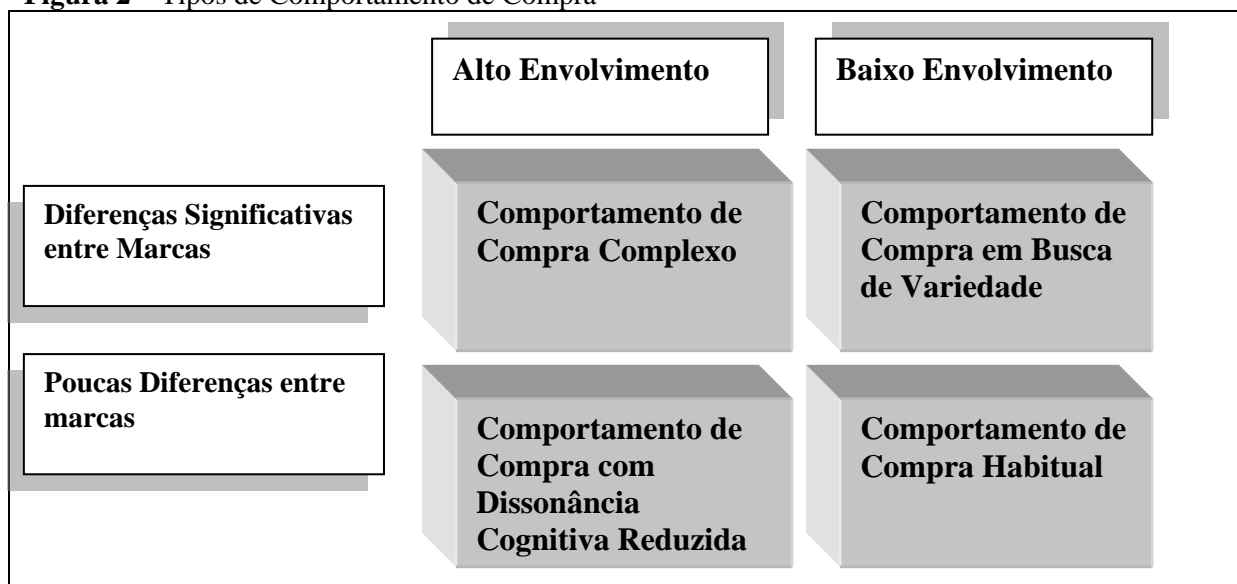 Figura 2 Tipos de Comportamento de Compra
Alto Envolvimento
Baixo Envolvimento
Diferenças Significativas
entre Marcas
Comportamento de
Compra Complexo
Comportamento de
Compra em Busca
de Variedade
Poucas Diferenças entre
marcas
Comportamento de
Compra com
Dissonância
Cognitiva Reduzida
Comportamento de
Compra Habitual